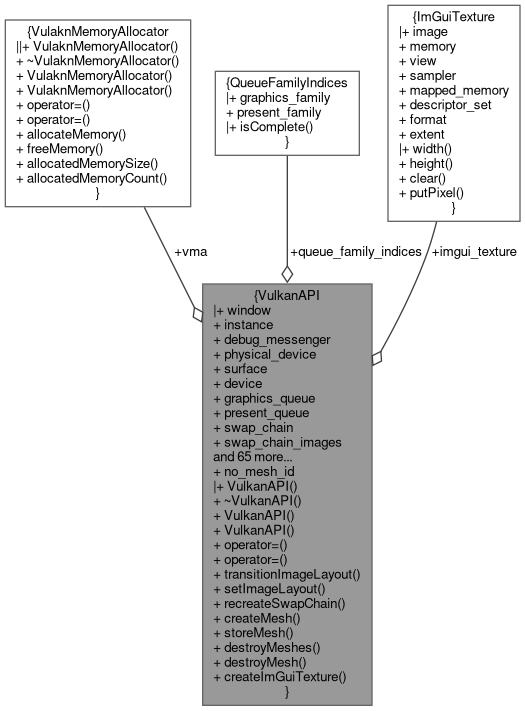 {VulaknMemoryAllocator
||+ VulaknMemoryAllocator()
+ ~VulaknMemoryAllocator()
+ VulaknMemoryAllocator()
+ VulaknMemoryAllocator()
+ operator=()
+ operator=()
+ allocateMemory()
+ freeMemory()
+ allocatedMemorySize()
+ allocatedMemoryCount()
}
{QueueFamilyIndices
|+ graphics_family
+ present_family
|+ isComplete()
}
{ImGuiTexture
|+ image
+ memory
+ view
+ sampler
+ mapped_memory
+ descriptor_set
+ format
+ extent
|+ width()
+ height()
+ clear()
+ putPixel()
}
+vma
+queue_family_indices
+imgui_texture
{VulkanAPI
|+ window
+ instance
+ debug_messenger
+ physical_device
+ surface
+ device
+ graphics_queue
+ present_queue
+ swap_chain
+ swap_chain_images
and 65 more...
+ no_mesh_id
|+ VulkanAPI()
+ ~VulkanAPI()
+ VulkanAPI()
+ VulkanAPI()
+ operator=()
+ operator=()
+ transitionImageLayout()
+ setImageLayout()
+ recreateSwapChain()
+ createMesh()
+ storeMesh()
+ destroyMeshes()
+ destroyMesh()
+ createImGuiTexture()
}